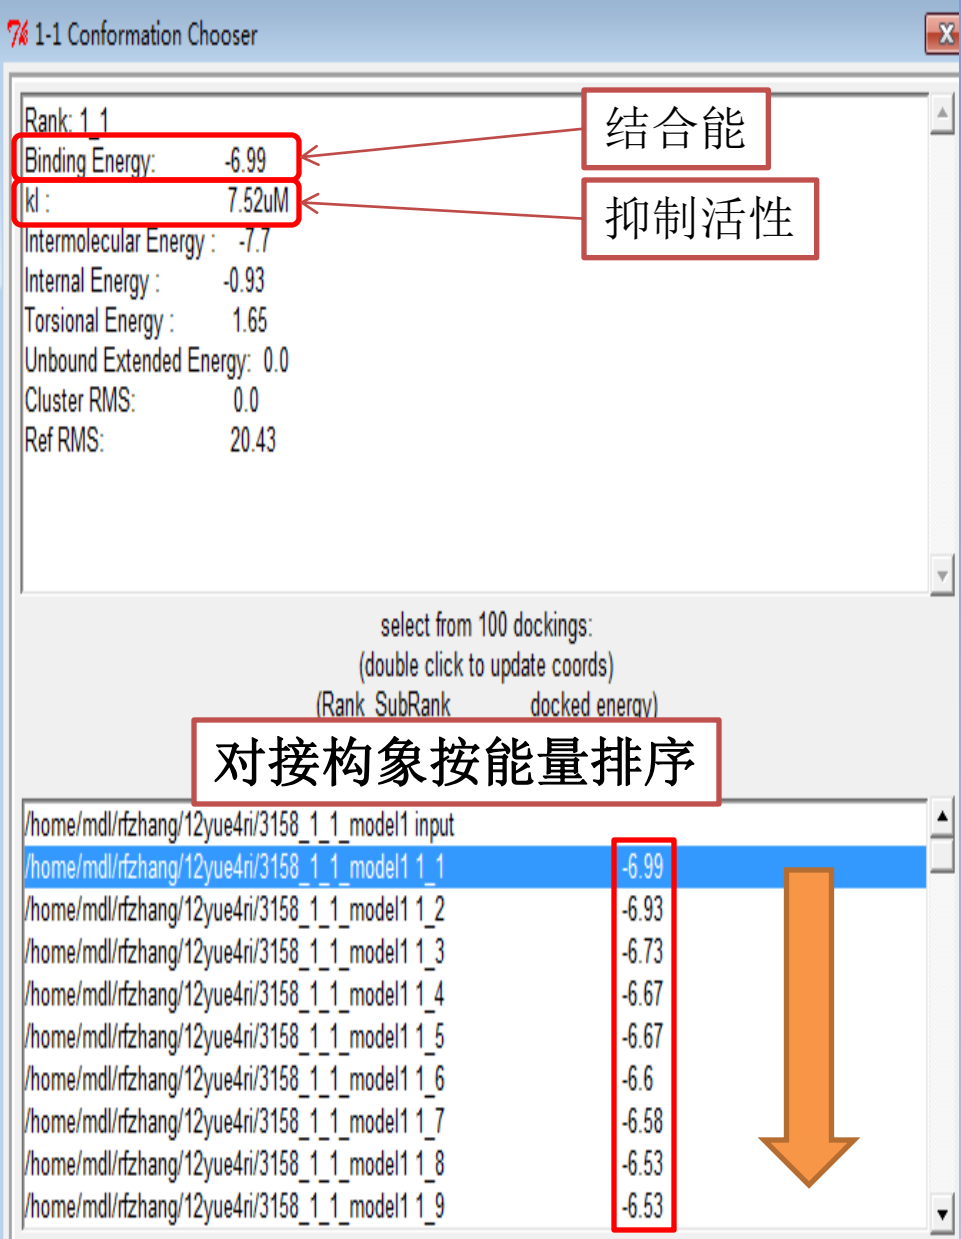 1-1 Conformation Chooser
Rank: 1_1
Binding Energy: -6.99
结合能
kI : 7.52uM
抑制活性
Intermolecular Energy : -7.7
Internal Energy : -0.93
Torsional Energy : 1.65
Unbound Extended Energy: 0.0
Cluster RMS: 0.0
Ref RMS: 20.43
select from 100 dockings:
(double click to update coords)
(Rank SubRank docked energy)
对接构象按能量排序
/home/mdl/rfzhang/12yue4ri/3158_1_1_model1 input
/home/mdl/rfzhang/12yue4ri/3158_1_1_model1 1_1 -6.99
/home/mdl/rfzhang/12yue4ri/3158_1_1_model1 1_2 -6.93
/home/mdl/rfzhang/12yue4ri/3158_1_1_model1 1_3 -6.73
/home/mdl/rfzhang/12yue4ri/3158_1_1_model1 1_4 -6.67
/home/mdl/rfzhang/12yue4ri/3158_1_1_model1 1_5 -6.67
/home/mdl/rfzhang/12yue4ri/3158_1_1_model1 1_6 -6.6
/home/mdl/rfzhang/12yue4ri/3158_1_1_model1 1_7 -6.58
/home/mdl/rfzhang/12yue4ri/3158_1_1_model1 1_8 -6.53
/home/mdl/rfzhang/12yue4ri/3158_1_1_model1 1_9 -6.53